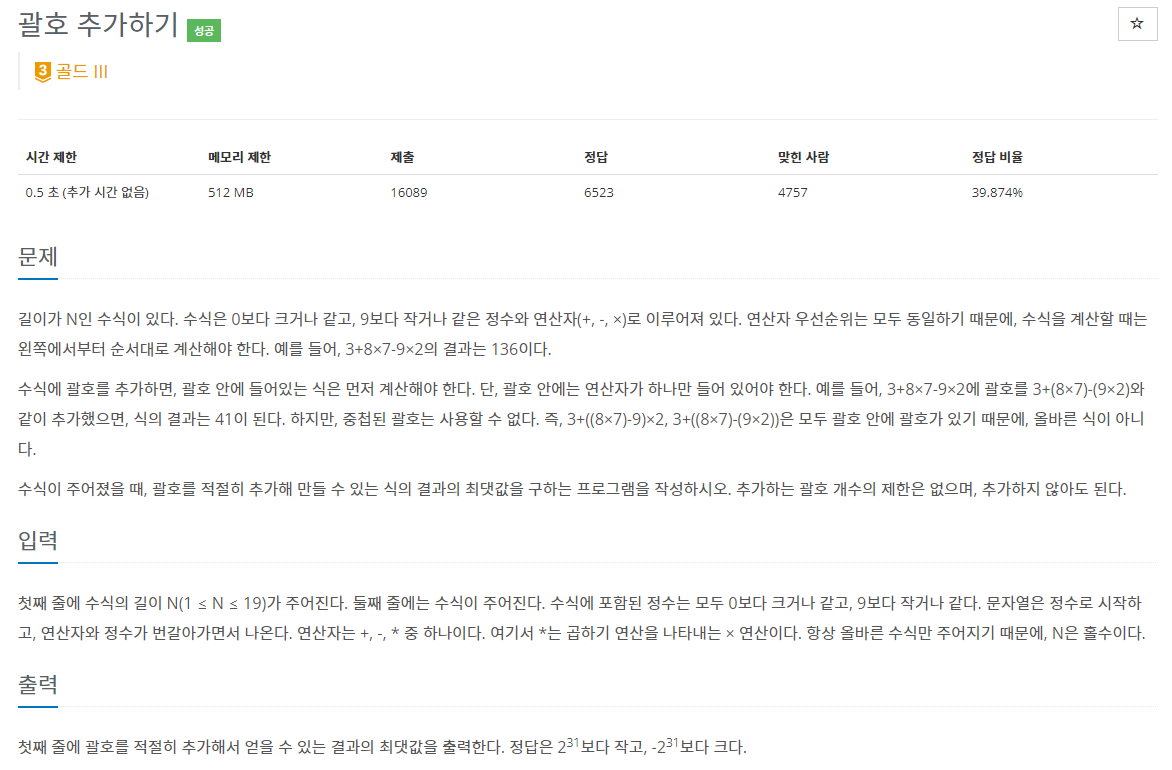 괄호 추가하기 성공
☆
3 골드 III
시간 제한 메모리 제한 제출 정답 맞힌 사람 정답 비율
0.5 초 (추가 시간 없음) 512 MB 16089 6523 4757 39.874%
문제
길이가 N인 수식이 있다. 수식은 0보다 크거나 같고, 9보다 작거나 같은 정수와 연산자(+, -, ×)로 이루어져 있다. 연산자 우선순위는 모두 동일하기 때문에, 수식을 계산할 때는
왼쪽에서부터 순서대로 계산해야 한다. 예를 들어, 3+8×7-9×2의 결과는 136이다.
수식에 괄호를 추가하면, 괄호 안에 들어있는 식은 먼저 계산해야 한다. 단, 괄호 안에는 연산자가 하나만 들어 있어야 한다. 예를 들어, 3+8×7-9×2에 괄호를 3+(8×7)-(9×2)와
같이 추가했으면, 식의 결과는 41이 된다. 하지만, 중첩된 괄호는 사용할 수 없다. 즉, 3+((8×7)-9)×2, 3+((8×7)-(9×2))은 모두 괄호 안에 괄호가 있기 때문에, 올바른 식이 아니
다.
수식이 주어졌을 때, 괄호를 적절히 추가해 만들 수 있는 식의 결과의 최댓값을 구하는 프로그램을 작성하시오. 추가하는 괄호 개수의 제한은 없으며, 추가하지 않아도 된다.
입력
첫째 줄에 수식의 길이 N(1 ≤ N ≤ 19)가 주어진다. 둘째 줄에는 수식이 주어진다. 수식에 포함된 정수는 모두 0보다 크거나 같고, 9보다 작거나 같다. 문자열은 정수로 시작하
고, 연산자와 정수가 번갈아가면서 나온다. 연산자는 +, -, * 중 하나이다. 여기서 *는 곱하기 연산을 나타내는 × 연산이다. 항상 올바른 수식만 주어지기 때문에, N은 홀수이다.
출력
첫째 줄에 괄호를 적절히 추가해서 얻을 수 있는 결과의 최댓값을 출력한다. 정답은 2³¹보다 작고, -2³¹보다 크다.